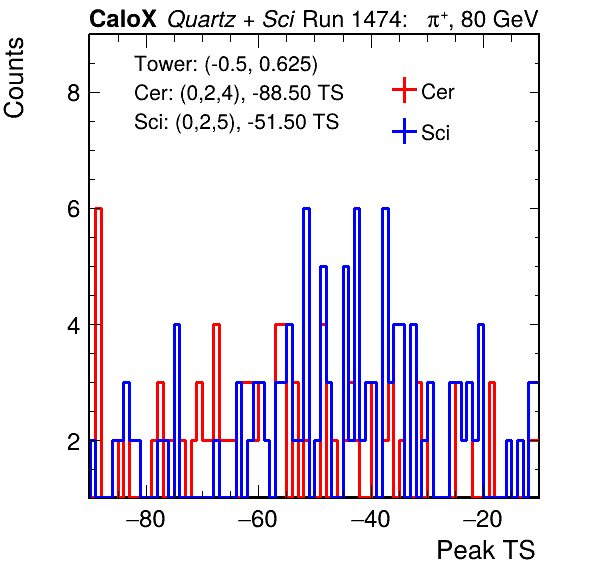 CaloX Quartz + Sci Run 1474: π⁺, 80 GeV
Tower: (-0.5, 0.625)
Cer: (0,2,4), -88.50 TS
Sci: (0,2,5), -51.50 TS
Cer
Sci
Counts
8
6
4
2
−80 −60 −40 −20
Peak TS